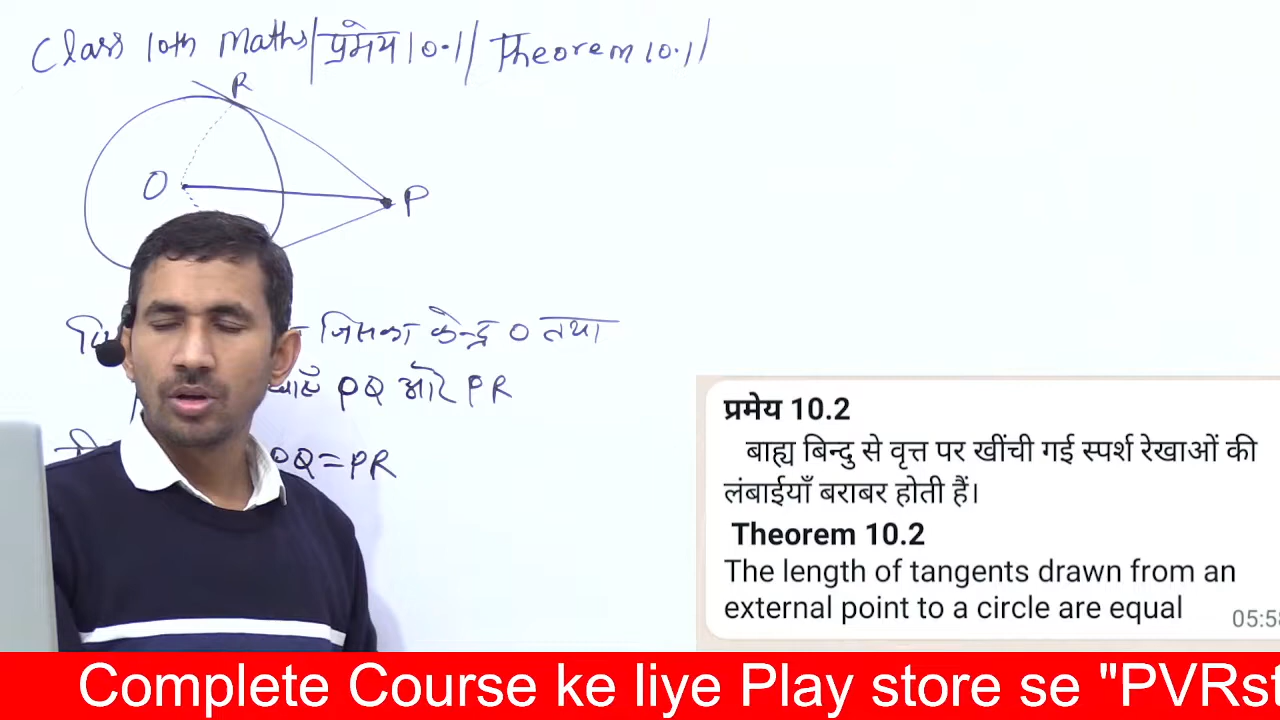 Class 10th Maths/प्रमेय 10.1/Theorem 10.1/
R
O
P
जिसका केन्द्र O तथा
PQ और PR
PQ=PR
प्रमेय 10.2
बाह्य बिन्दु से वृत्त पर खींची गई स्पर्श रेखाओं की
लंबाईयाँ बराबर होती हैं।
Theorem 10.2
The length of tangents drawn from an
external point to a circle are equal
05:58
Complete Course ke liye Play store se "PVRst